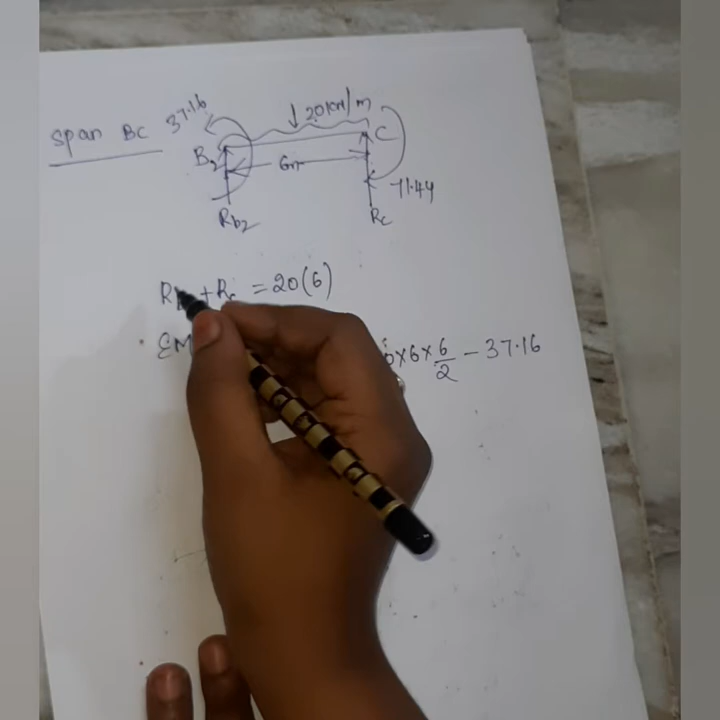 Span BC
37.16
20KN/m
B2
C
6m
71.44
Rb2
Rc
+ Rc = 20(6)
ΣM
×6× 6/2 - 37.16